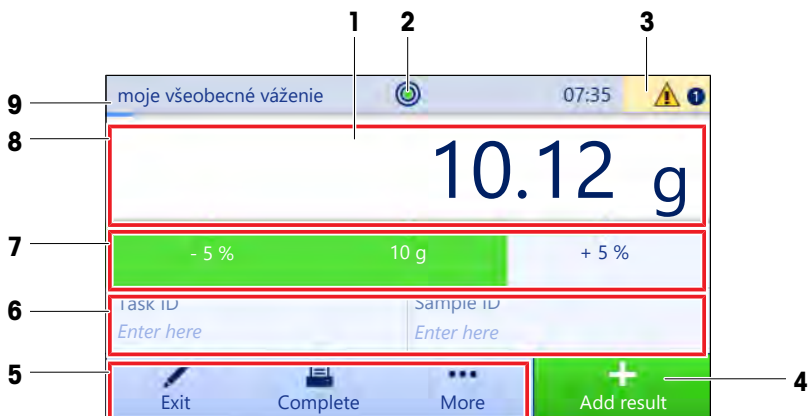 1 2 3
9 moje všeobecné váženie 07:35 1
8 10.12 g
7 - 5 % 10 g + 5 %
6 Task ID Sample ID
Enter here Enter here
5 Exit Complete More Add result 4